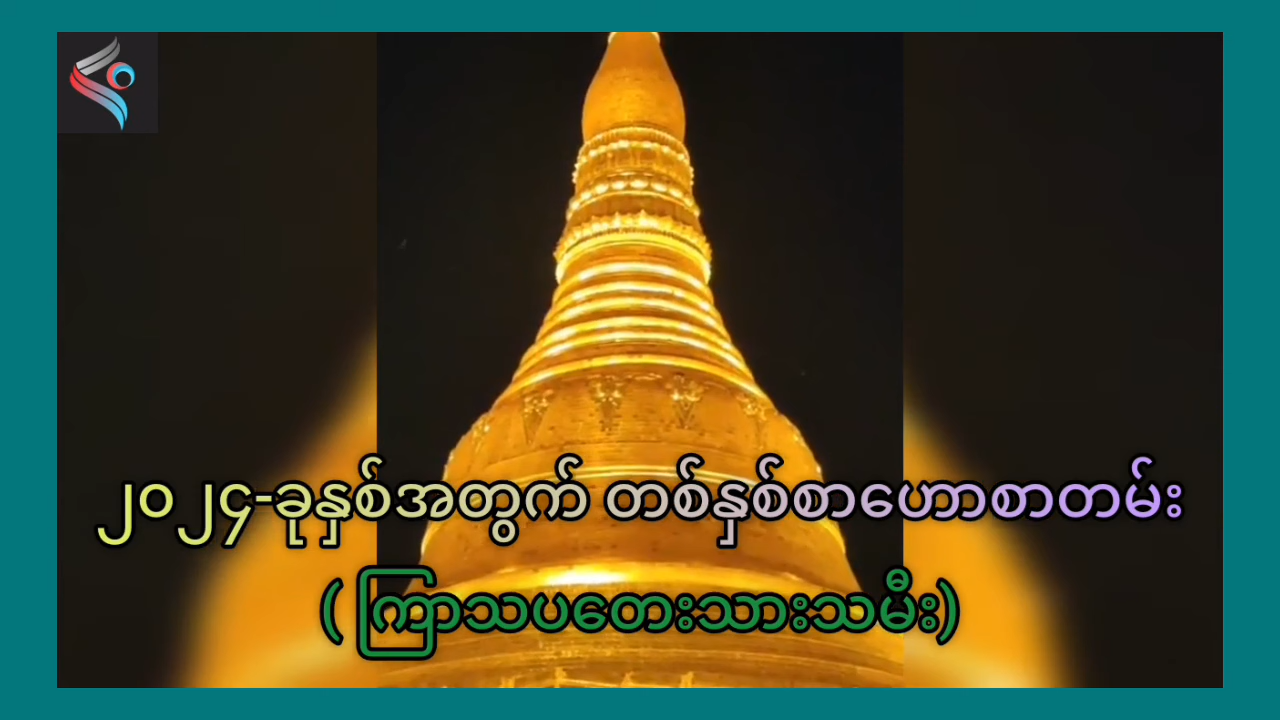 ၂၀၂၄-ခုနှစ်အတွက် တစ်နှစ်စာဟောစာတမ်း
( ကြာသပတေးသားသမီး)